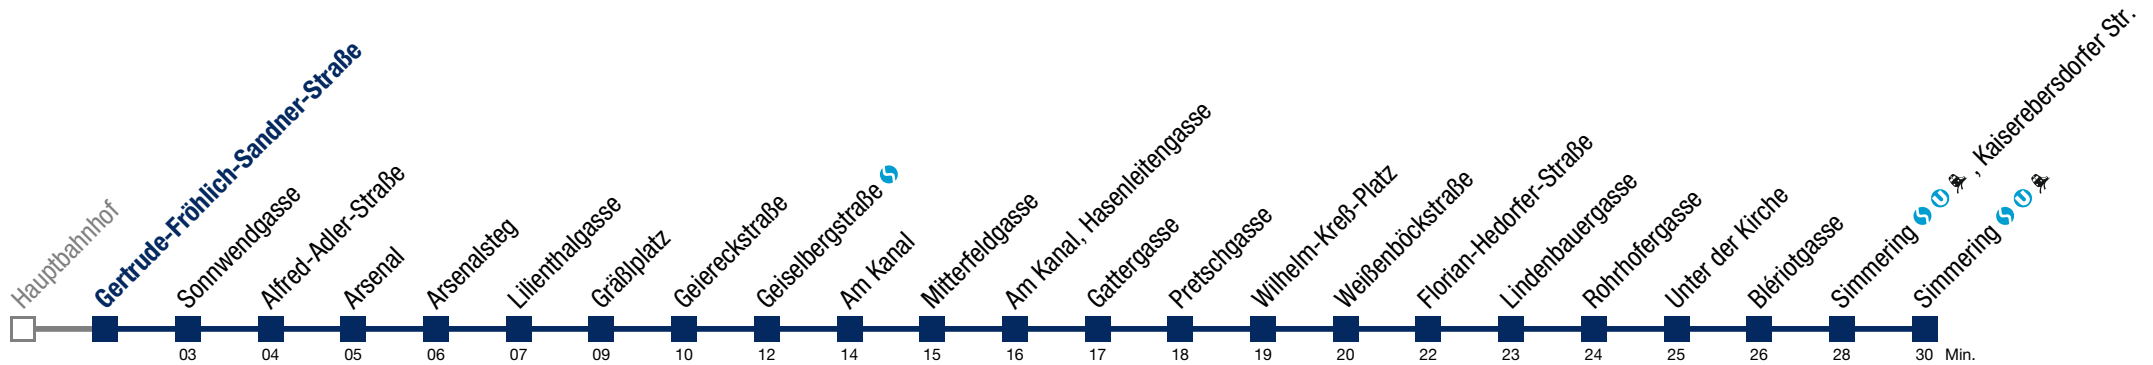 Hauptbahnhof
Gertrude-Fröhlich-Sandner-Straße
Sonnwendgasse
Alfred-Adler-Straße
Arsenal
Arsenalsteg
Lilienthalgasse
Gräßlplatz
Geiereckstraße
Geiselbergstraße S
Am Kanal
Mitterfeldgasse
Am Kanal, Hasenleitengasse
Gattergasse
Pretschgasse
Wilhelm-Kreß-Platz
Weißenböckstraße
Florian-Hedorfer-Straße
Lindenbauergasse
Rohrhofergasse
Unter der Kirche
Blériotgasse
Simmering S U , Kaiserebersdorfer Str.
Simmering S U
03 04 05 06 07 09 10 12 14 15 16 17 18 19 20 22 23 24 25 26 28 30 Min.